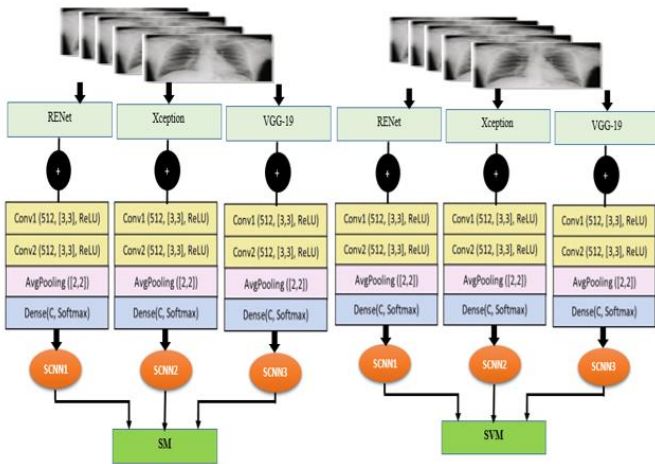 RENet
Xception
VGG-19
+
+
+
Conv1 (512, [3,3], ReLU)
Conv1 (512, [3,3], ReLU)
Conv1 (512, [3,3], ReLU)
Conv2 (512, [3,3], ReLU)
Conv2 (512, [3,3], ReLU)
Conv2 (512, [3,3], ReLU)
AvgPooling ([2,2])
AvgPooling ([2,2])
AvgPooling ([2,2])
Dense(C, Softmax)
Dense(C, Softmax)
Dense(C, Softmax)
SCNN1
SCNN2
SCNN3
SM
RENet
Xception
VGG-19
+
+
+
Conv1 (512, [3,3], ReLU)
Conv1 (512, [3,3], ReLU)
Conv1 (512, [3,3], ReLU)
Conv2 (512, [3,3], ReLU)
Conv2 (512, [3,3], ReLU)
Conv2 (512, [3,3], ReLU)
AvgPooling ([2,2])
AvgPooling ([2,2])
AvgPooling ([2,2])
Dense(C, Softmax)
Dense(C, Softmax)
Dense(C, Softmax)
SCNN1
SCNN2
SCNN3
SVM